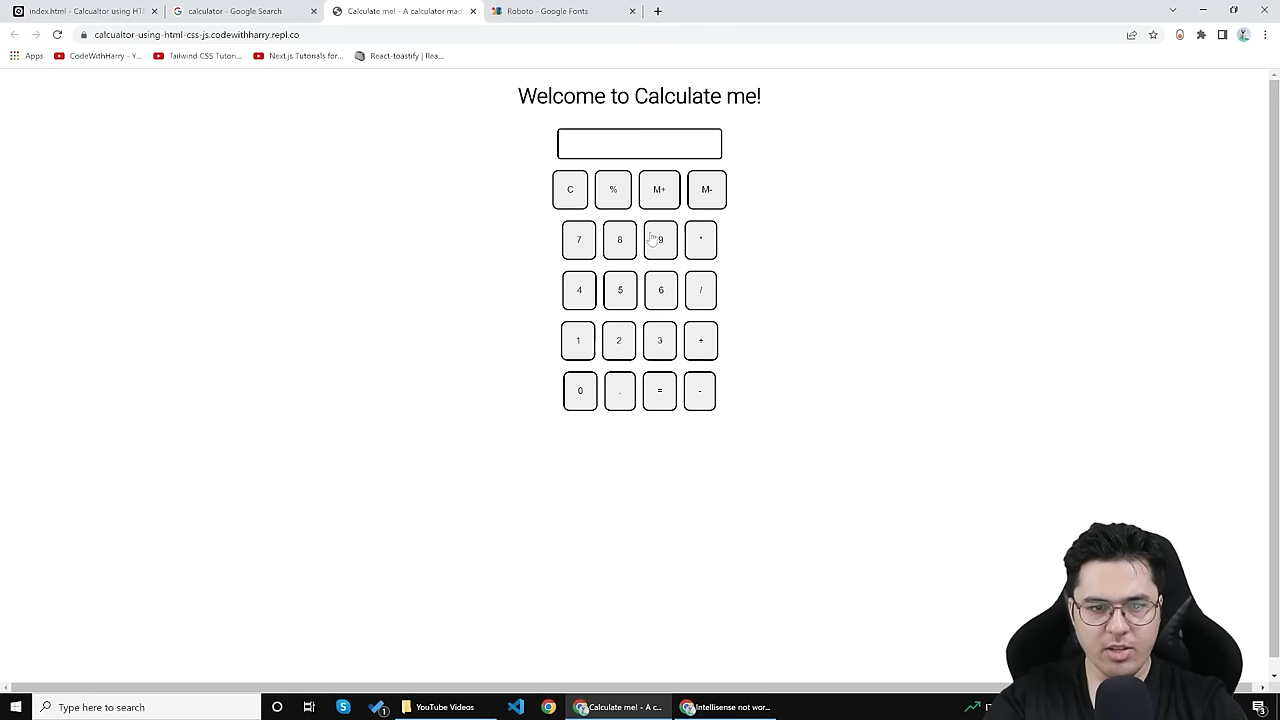 index.html - Calcualtor using HTI
calculator - Google Search
Calculate me! - A calculator mad
Roboto - Google Fonts
calcualtor-using-html-css-js.codewithharry.repl.co
Apps
CodeWithHarry - Y...
Tailwind CSS Tutori...
Next.js Tutorials for...
React-toastify | Rea...
Welcome to Calculate me!
C % M+ M-
7 8 9 *
4 5 6 /
1 2 3 +
0 . = -
Type here to search
1
YouTube Videos
Calculate me! - A c...
Intellisense not wor...